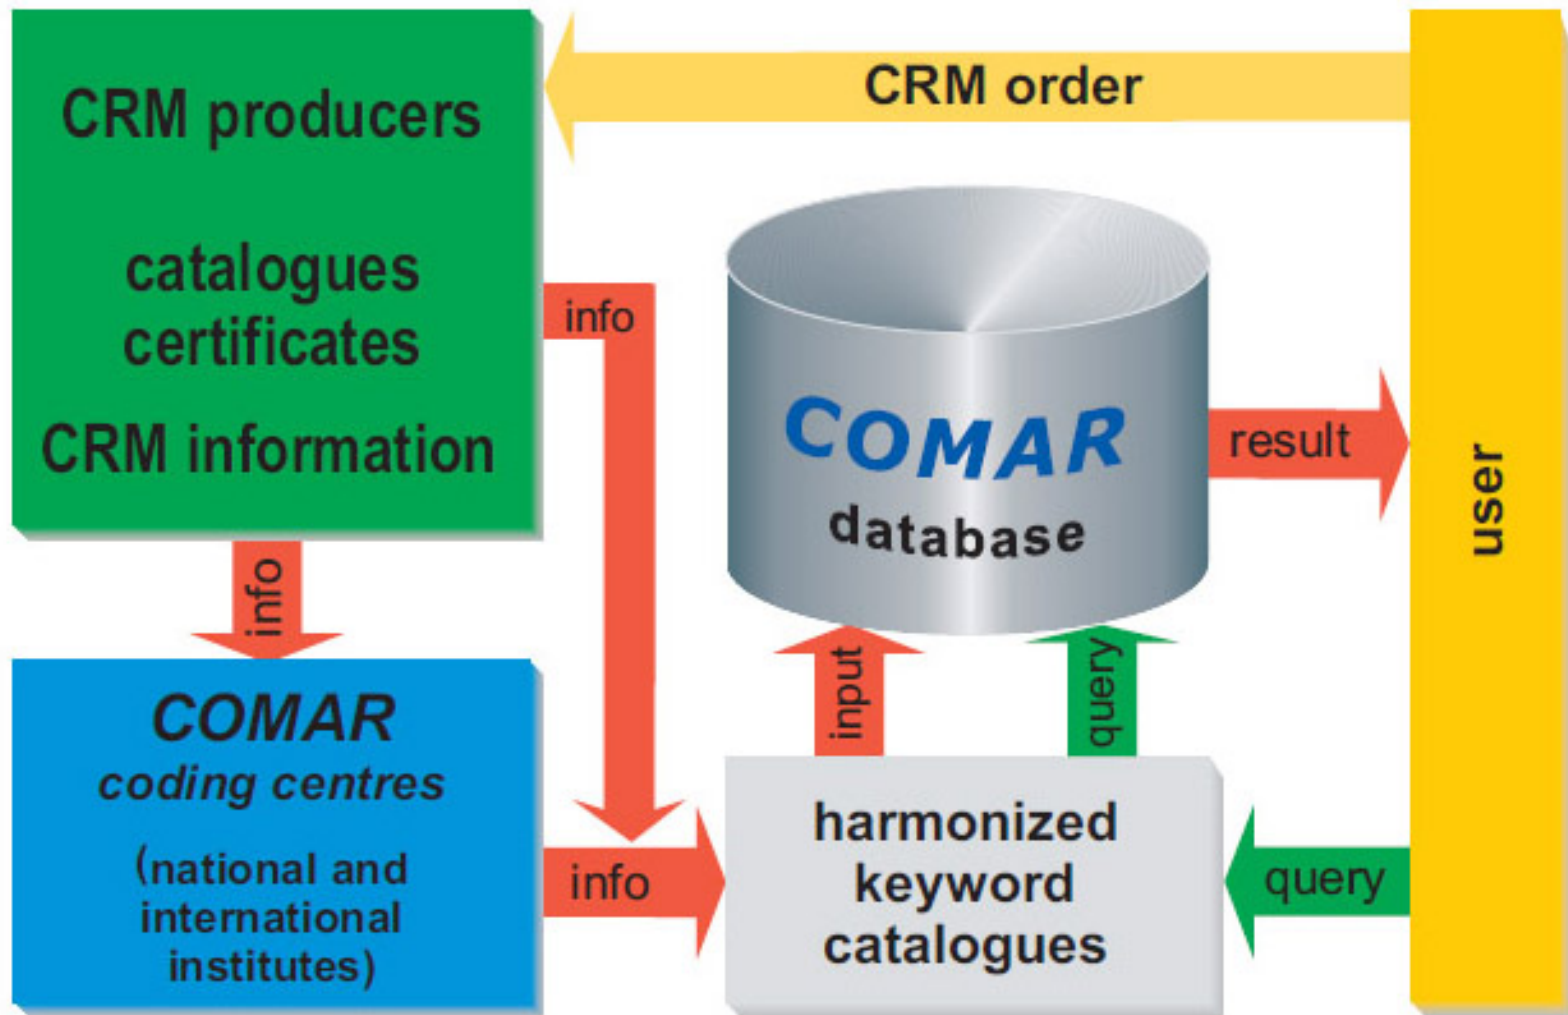 CRM producers
catalogues
certificates
CRM information
CRM order
info
info
COMAR
database
result
user
COMAR
coding centres
(national and
international
institutes)
info
input
query
harmonized
keyword
catalogues
query